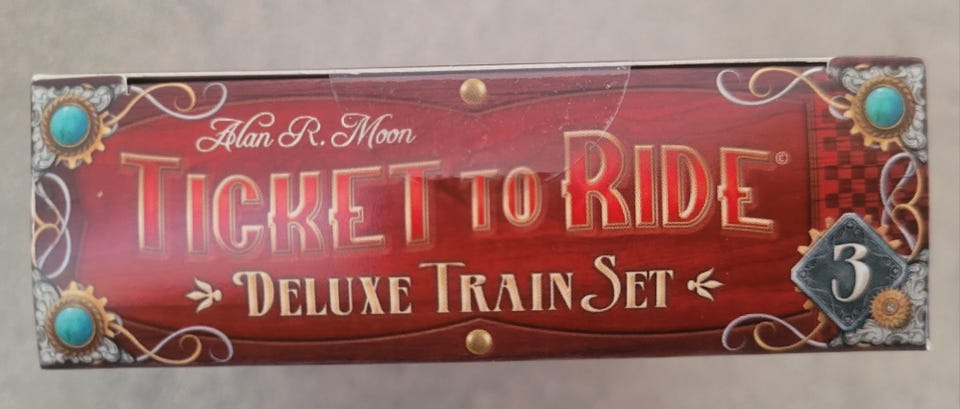 Alan R. Moon
TICKET TO RIDE©
DELUXE TRAIN SET
3